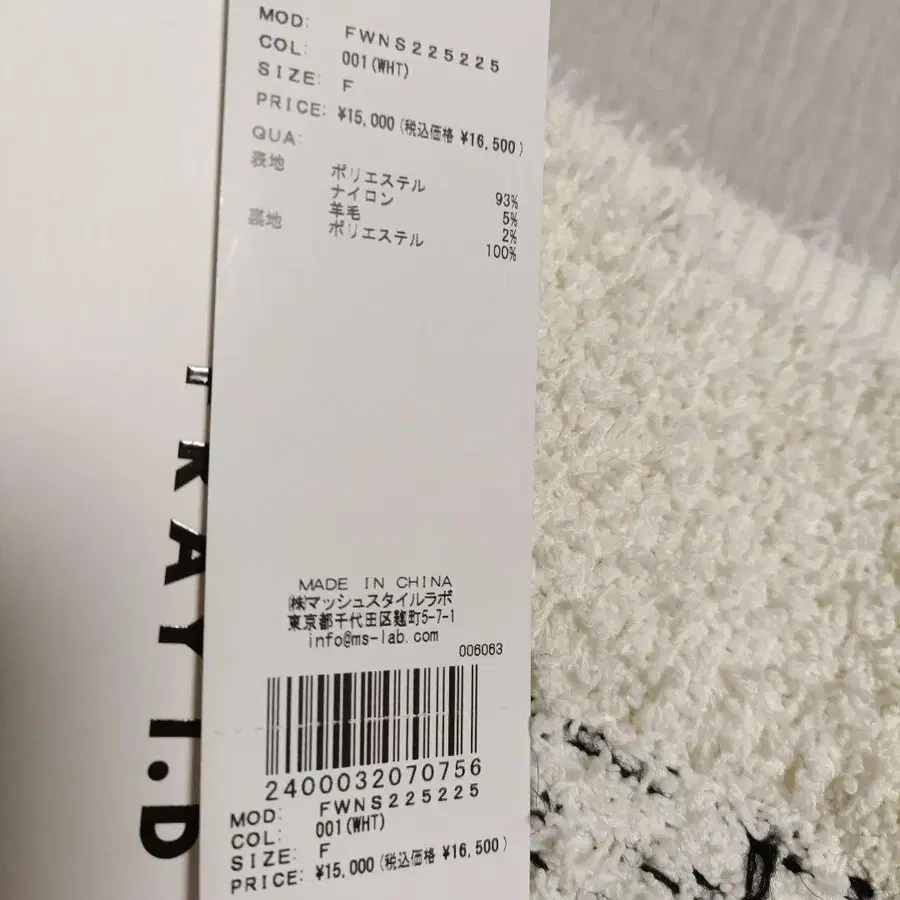 MOD: FWNS225225
COL: 001(WHT)
SIZE: F
PRICE: ¥15,000(税込価格 ¥16,500)
QUA:
表地 ポリエステル 93%
ナイロン 5%
羊毛 2%
裏地 ポリエステル 100%
KAY I.D
MADE IN CHINA
㈱マッシュスタイルラボ
東京都千代田区麹町5-7-1
info@ms-lab.com
006063
2400032070756
MOD: FWNS225225
COL: 001(WHT)
SIZE: F
PRICE: ¥15,000(税込価格 ¥16,500)